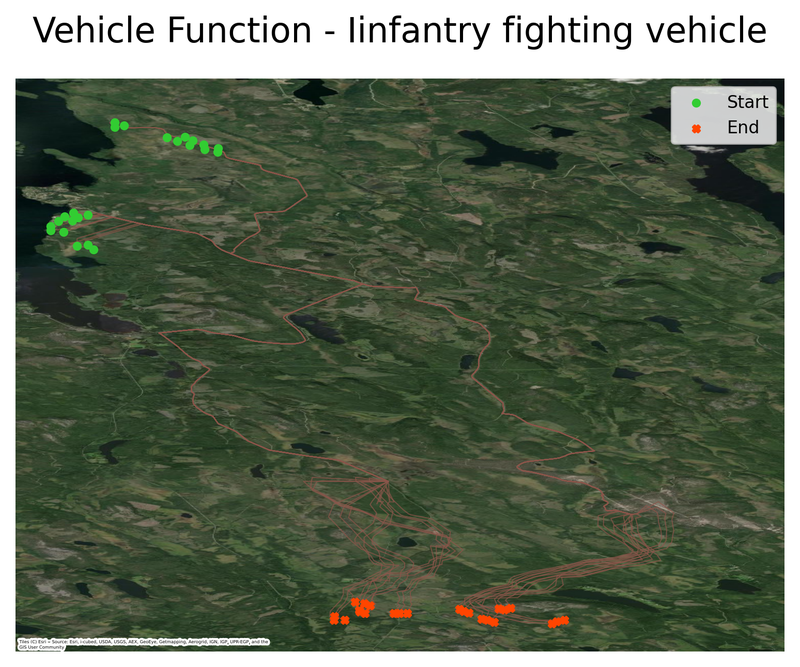 Vehicle Function - Iinfantry fighting vehicle
Start
End
Tiles (C) Esri -- Source: Esri, i-cubed, USDA, USGS, AEX, GeoEye, Getmapping, Aerogrid, IGN, IGP, UPR-EGP, and the
GIS User Community